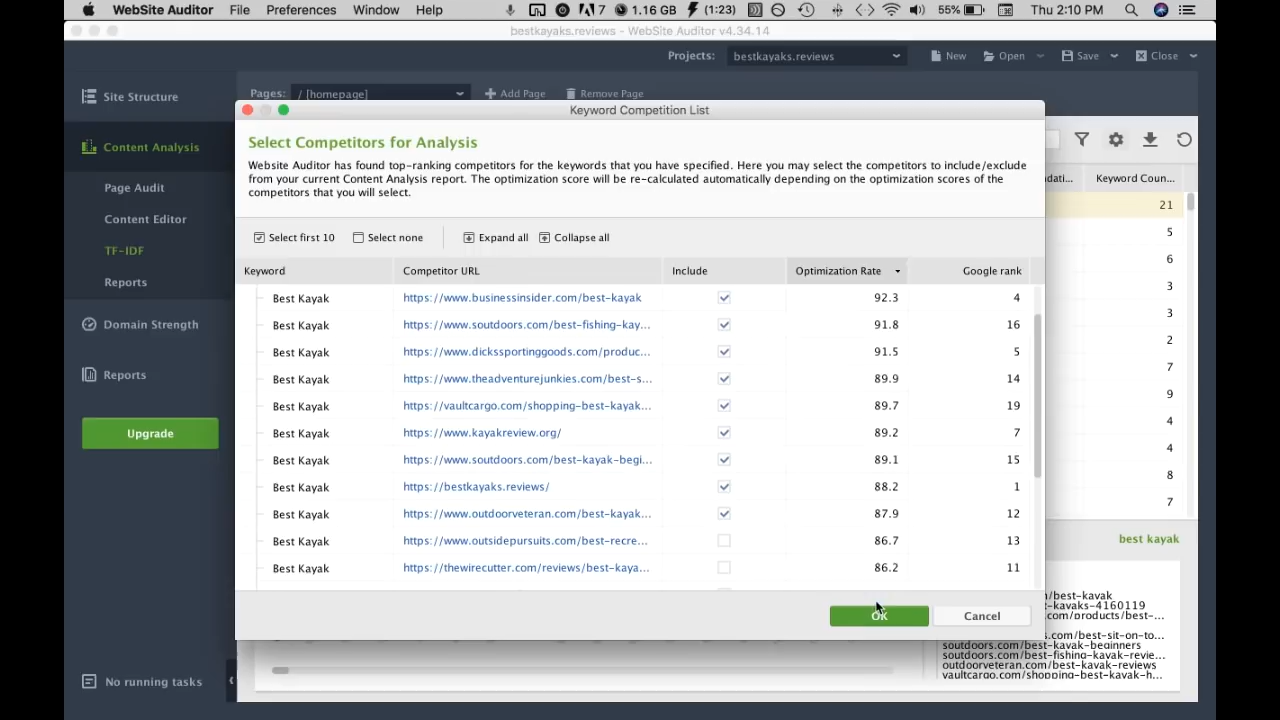 WebSite Auditor File Preferences Window Help 7 1.16 GB (1:23) 55% Thu 2:10 PM
bestkayaks.reviews - WebSite Auditor v4.34.14
Projects: bestkayaks.reviews New Open Save Close
Site Structure
Pages: / [homepage] Add Page Remove Page
Keyword Competition List
Content Analysis
Page Audit
Content Editor
TF-IDF
Reports
Domain Strength
Reports
Upgrade
No running tasks
Select Competitors for Analysis
Website Auditor has found top-ranking competitors for the keywords that you have specified. Here you may select the competitors to include/exclude
from your current Content Analysis report. The optimization score will be re-calculated automatically depending on the optimization scores of the
competitors that you will select.
Select first 10 Select none Expand all Collapse all
Keyword Competitor URL Include Optimization Rate Google rank
Best Kayak https://www.businessinsider.com/best-kayak 92.3 4
Best Kayak https://www.soutdoors.com/best-fishing-kay... 91.8 16
Best Kayak https://www.dickssportinggoods.com/produc... 91.5 5
Best Kayak https://www.theadventurejunkies.com/best-s... 89.9 14
Best Kayak https://vaultcargo.com/shopping-best-kayak... 89.7 19
Best Kayak https://www.kayakreview.org/ 89.2 7
Best Kayak https://www.soutdoors.com/best-kayak-begi... 89.1 15
Best Kayak https://bestkayaks.reviews/ 88.2 1
Best Kayak https://www.outdoorveteran.com/best-kayak... 87.9 12
Best Kayak https://www.outsidepursuits.com/best-recre... 86.7 13
Best Kayak https://thewirecutter.com/reviews/best-kaya... 86.2 11
OK Cancel
dati... Keyword Coun...
21
5
6
3
3
2
7
9
4
4
8
7
best kayak
/best-kayak
t-kayaks-4160119
com/products/best-...
s.com/best-sit-on-to...
soutdoors.com/best-kayak-beginners
soutdoors.com/best-fishing-kayak-revie...
outdoorveteran.com/best-kayak-reviews
vaultcargo.com/shopping-best-kayak-h...